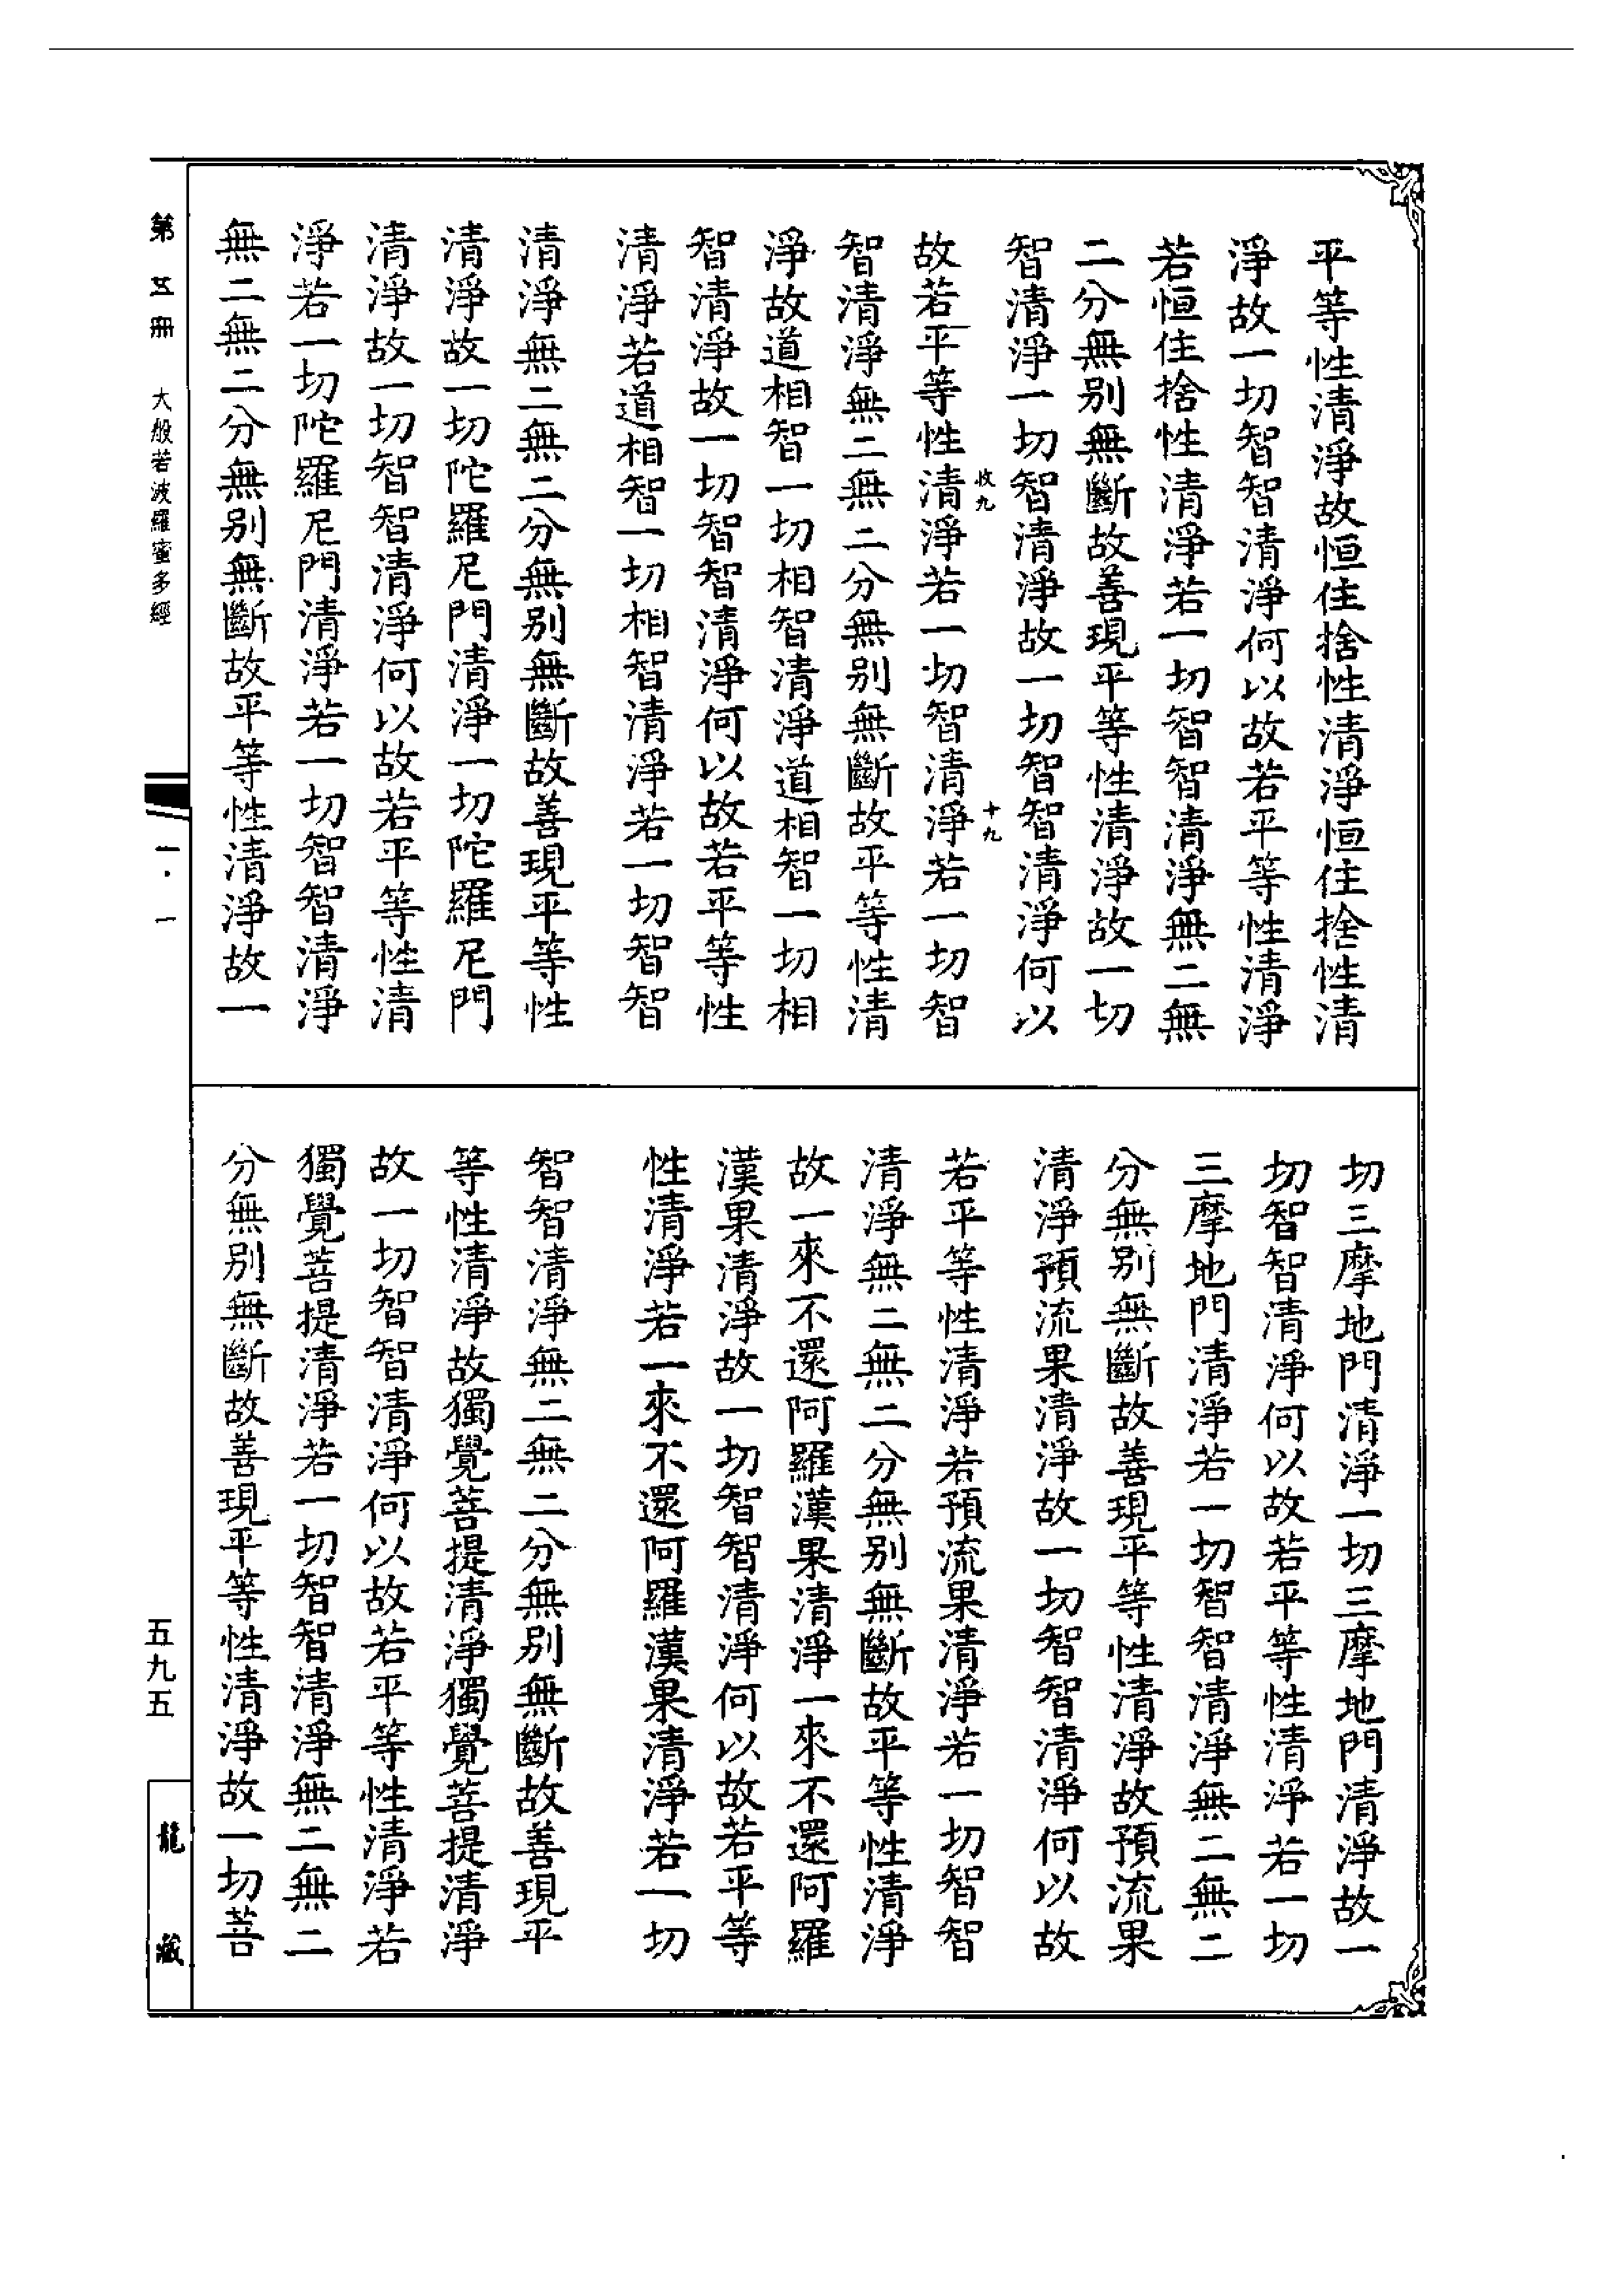 平等性清淨故恒住捨性清淨恒住捨性清
淨故一切智智清淨何以故若平等性清淨
若恒住捨性清淨若一切智智清淨無二無
二分無别無斷故善現平等性清淨故一切
智清淨一切智清淨故一切智智清淨何以
故若平等性清淨若一切智清淨若一切智
智清淨無二無二分無别無斷故平等性清
淨故道相智一切相智清淨道相智一切相
智清淨故一切智智清淨何以故若平等性
清淨若道相智一切相智清淨若一切智智
清淨無二無二分無别無斷故善現平等性
清淨故一切陀羅尼門清淨一切陀羅尼門
清淨故一切智智清淨何以故若平等性清
淨若一切陀羅尼門清淨若一切智智清淨
無二無二分無别無斷故平等性清淨故一
收九
十九
切三摩地門清淨一切三摩地門清淨故一
切智智清淨何以故若平等性清淨若一切
三摩地門清淨若一切智智清淨無二無二
分無别無斷故善現平等性清淨故預流果
清淨預流果清淨故一切智智清淨何以故
若平等性清淨若預流果清淨若一切智智
清淨無二無二分無别無斷故平等性清淨
故一來不還阿羅漢果清淨一來不還阿羅
漢果清淨故一切智智清淨何以故若平等
性清淨若一來不還阿羅漢果清淨若一切
智智清淨無二無二分無别無斷故善現平
等性清淨故獨覺菩提清淨獨覺菩提清淨
故一切智智清淨何以故若平等性清淨若
獨覺菩提清淨若一切智智清淨無二無二
分無别無斷故善現平等性清淨故一切菩
第五冊
大般若波羅蜜多經
一·一
五九五
龍藏